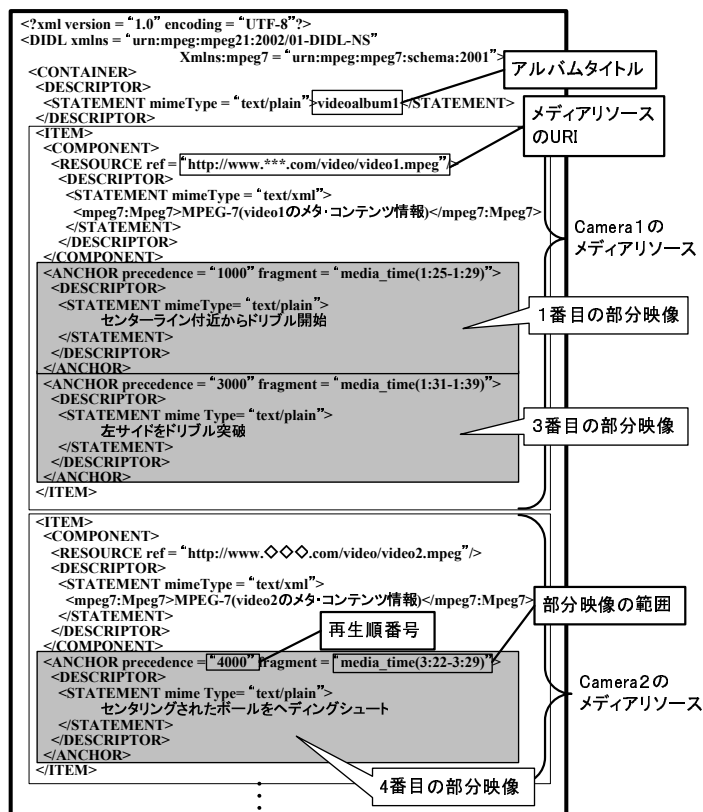 <?xml version = “1.0” encoding = “UTF-8”?>
<DIDL xmlns = “urn:mpeg:mpeg21:2002/01-DIDL-NS”
Xmlns:mpeg7 = “urn:mpeg:mpeg7:schema:2001”>
<CONTAINER>
<DESCRIPTOR>
<STATEMENT mimeType = “text/plain”>videoalbum1</STATEMENT>
</DESCRIPTOR>
アルバムタイトル
<ITEM>
<COMPONENT>
<RESOURCE ref = “http://www.***.com/video/video1.mpeg”/>
メディアリソース
のURI
<DESCRIPTOR>
<STATEMENT mimeType = “text/xml”>
<mpeg7:Mpeg7>MPEG-7(video1のメタ・コンテンツ情報)</mpeg7:Mpeg7>
</STATEMENT>
</DESCRIPTOR>
</COMPONENT>
Camera1の
メディアリソース
<ANCHOR precedence = “1000” fragment = “media_time(1:25-1:29)”>
<DESCRIPTOR>
<STATEMENT mimeType= “text/plain”>
センターライン付近からドリブル開始
</STATEMENT>
</DESCRIPTOR>
</ANCHOR>
1番目の部分映像
<ANCHOR precedence = “3000” fragment = “media_time(1:31-1:39)”>
<DESCRIPTOR>
<STATEMENT mime Type= “text/plain”>
左サイドをドリブル突破
</STATEMENT>
</DESCRIPTOR>
</ANCHOR>
3番目の部分映像
</ITEM>
<ITEM>
<COMPONENT>
<RESOURCE ref = “http://www.◇◇◇.com/video/video2.mpeg”/>
<DESCRIPTOR>
<STATEMENT mimeType = “text/xml”>
<mpeg7:Mpeg7>MPEG-7(video2のメタ・コンテンツ情報)</mpeg7:Mpeg7>
</STATEMENT>
</DESCRIPTOR>
</COMPONENT>
再生順番号
部分映像の範囲
<ANCHOR precedence = “4000” fragment = “media_time(3:22-3:29)”>
<DESCRIPTOR>
<STATEMENT mime Type= “text/plain”>
センタリングされたボールをヘディングシュート
</STATEMENT>
</DESCRIPTOR>
</ANCHOR>
</ITEM>
Camera2の
メディアリソース
4番目の部分映像